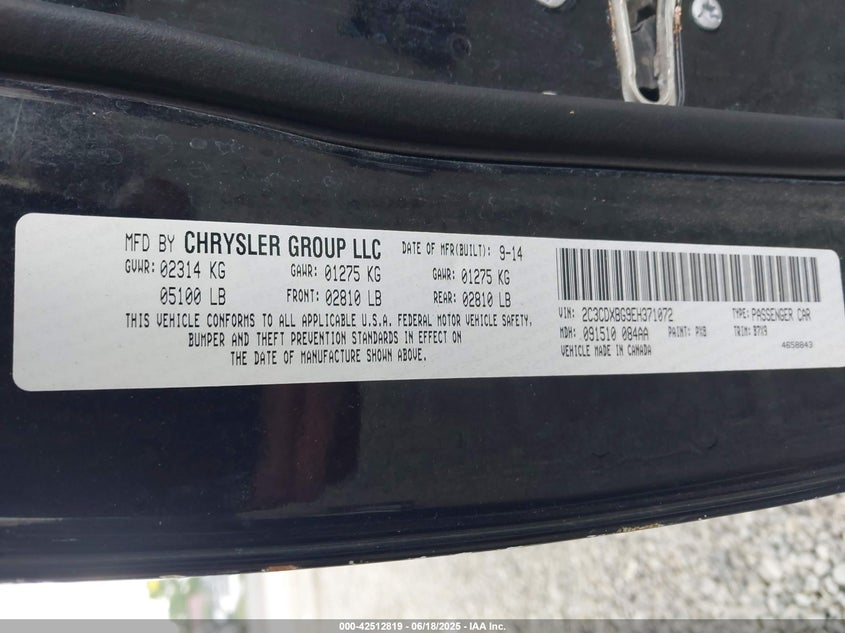 MFD BY CHRYSLER GROUP LLC DATE OF MFR(BUILT): 9-14
GVWR: 02314 KG GAWR: 01275 KG GAWR: 01275 KG
05100 LB FRONT: 02810 LB REAR: 02810 LB
THIS VEHICLE CONFORMS TO ALL APPLICABLE U.S.A. FEDERAL MOTOR VEHICLE SAFETY,
BUMPER AND THEFT PREVENTION STANDARDS IN EFFECT ON
THE DATE OF MANUFACTURE SHOWN ABOVE.
VIN: 2C3CDXBG9EH371072 TYPE: PASSENGER CAR
MDH: 091510 084AA PAINT: PXB TRIM: B7X9
VEHICLE MADE IN CANADA 4658843
000-42512819 - 06/18/2025 - IAA Inc.